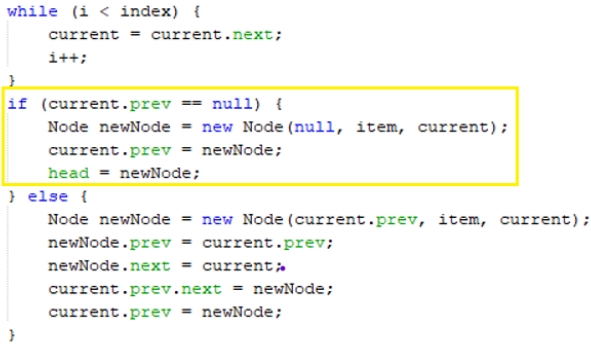 while (i < index) {
    current = current.next;
    i++;
}
if (current.prev == null) {
    Node newNode = new Node(null, item, current);
    current.prev = newNode;
    head = newNode;
} else {
    Node newNode = new Node(current.prev, item, current);
    newNode.prev = current.prev;
    newNode.next = current;
    current.prev.next = newNode;
    current.prev = newNode;
}